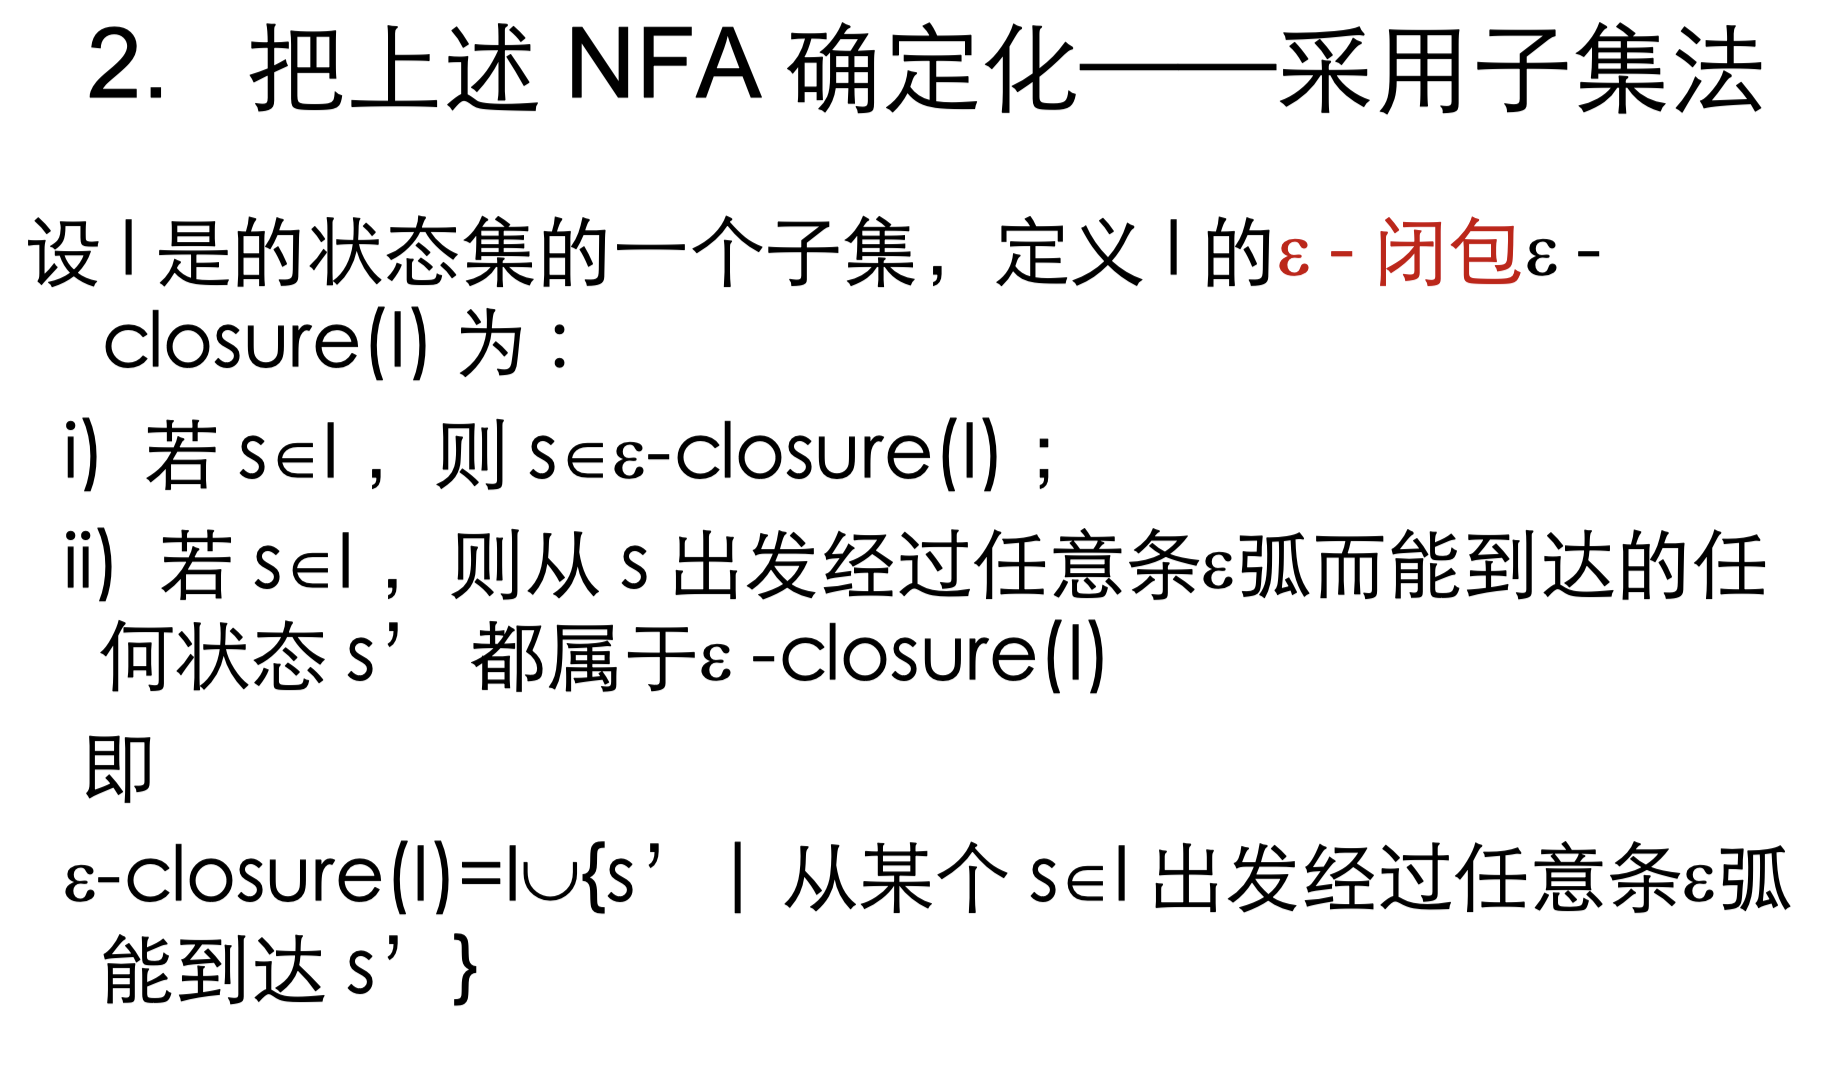 2. 把上述 NFA 确定化——采用子集法
设 I 是的状态集的一个子集，定义 I 的ε - 闭包ε -
closure(I) 为：
i) 若 s∈I ，则 s∈ε-closure(I) ；
ii) 若 s∈I ，则从 s 出发经过任意条ε弧而能到达的任
何状态 s’ 都属于ε -closure(I)
即
ε-closure(I)=I∪{s’ | 从某个 s∈I 出发经过任意条ε弧
能到达 s’ }